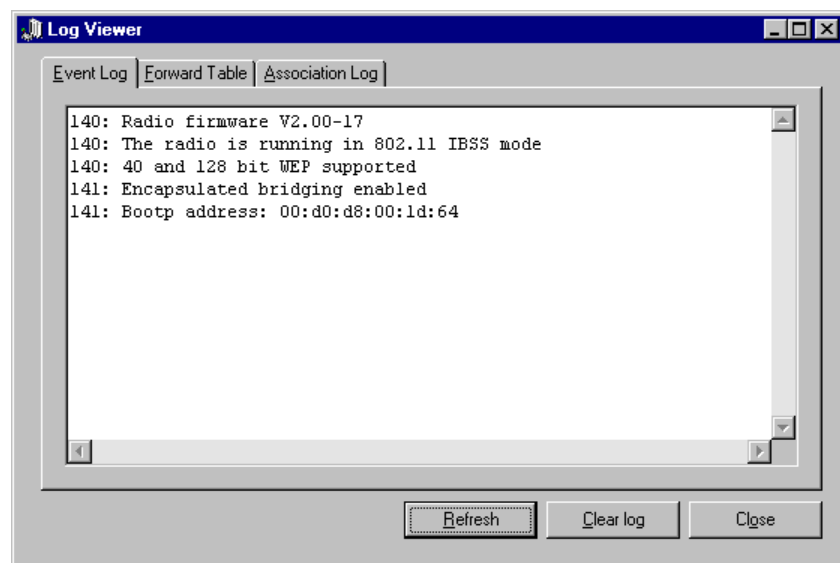 Log Viewer
Event Log Forward Table Association Log
140: Radio firmware V2.00-17
140: The radio is running in 802.11 IBSS mode
140: 40 and 128 bit WEP supported
141: Encapsulated bridging enabled
141: Bootp address: 00:d0:d8:00:1d:64
Refresh Clear log Close